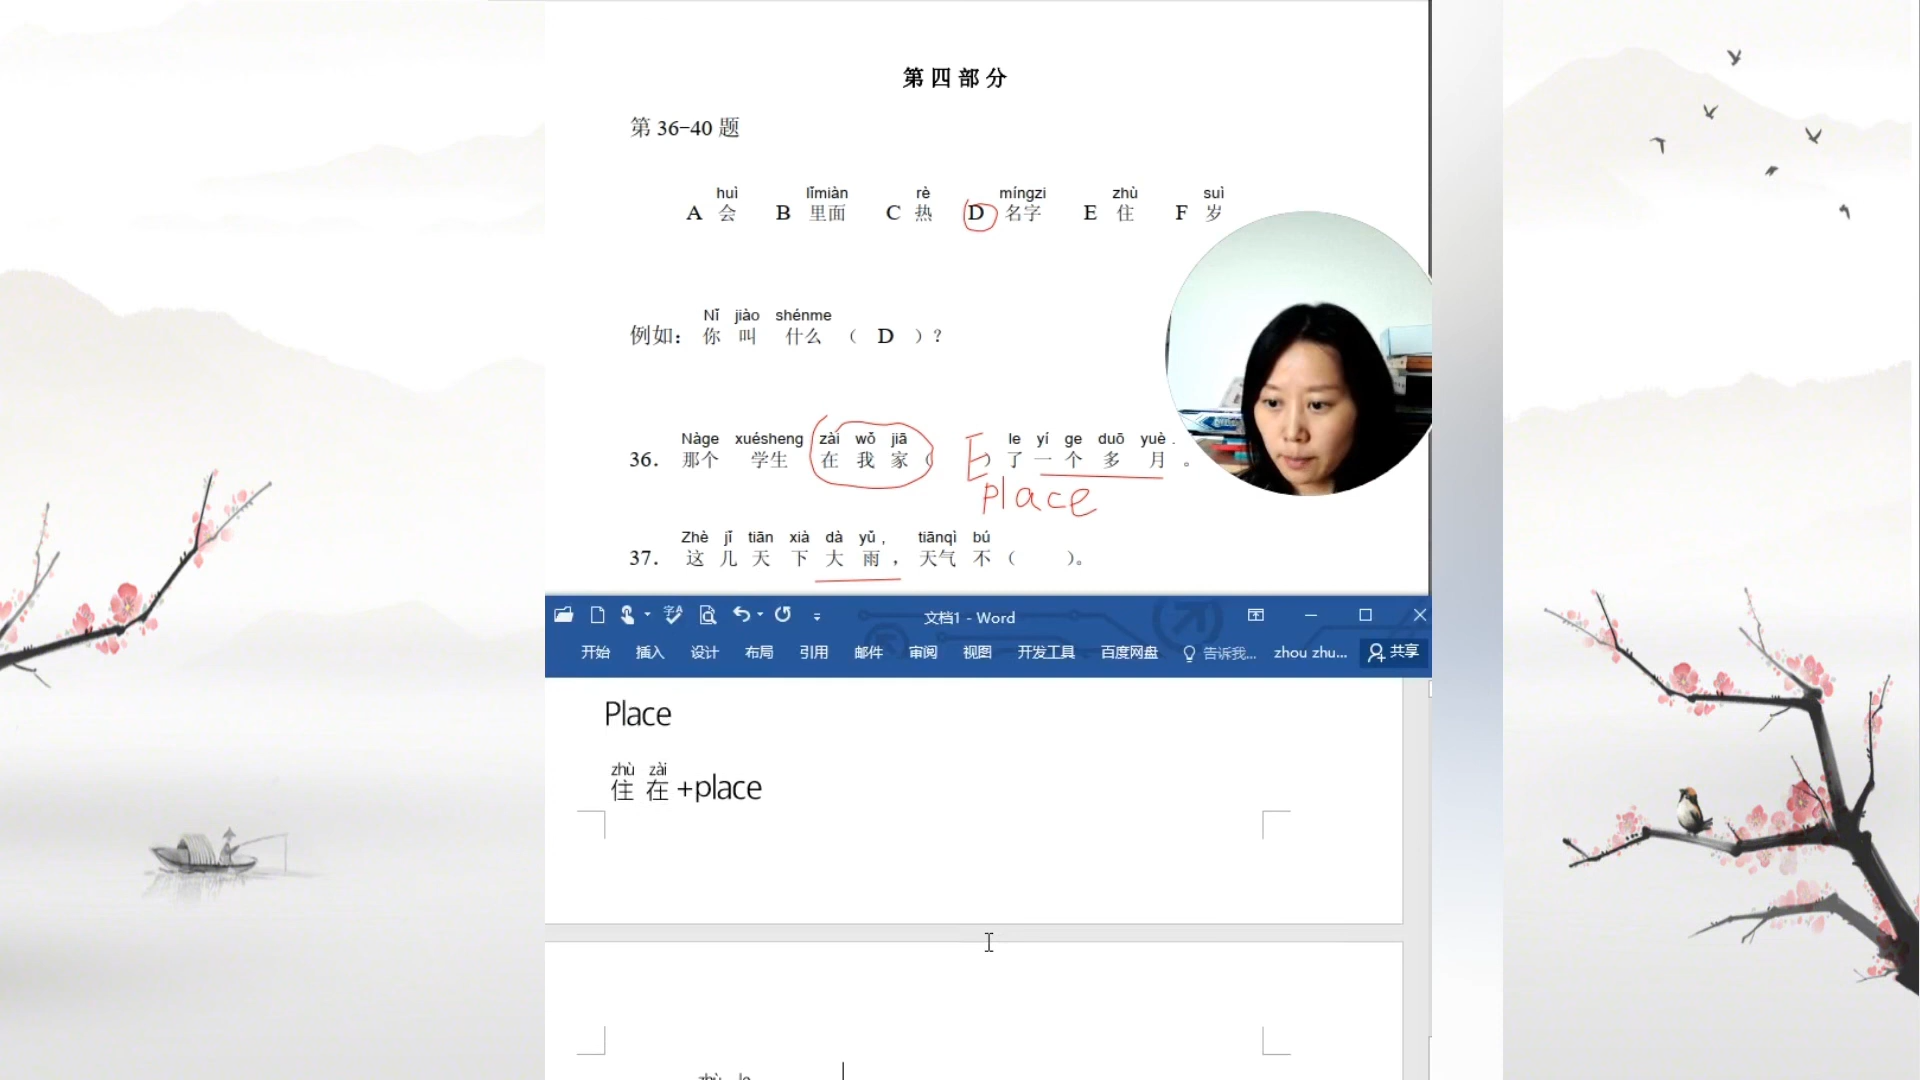 第四部分
第 36-40 题
huì lǐmiàn rè míngzi zhù suì
A 会 B 里面 C 热 D 名字 E 住 F 岁
Nǐ jiào shénme
例如： 你 叫 什么 （ D ）？
Nàge xuésheng zài wǒ jiā le yí ge duō yuè .
36. 那个 学生 在 我 家 （ E ） 了 一 个 多 月 。
place
Zhè jǐ tiān xià dà yǔ , tiānqì bú
37. 这 几 天 下 大 雨 ， 天气 不 （ ）。
文档1 - Word
开始 插入 设计 布局 引用 邮件 审阅 视图 开发工具 百度网盘 告诉我... zhou zhu... 共享
Place
zhù zài
住 在 +place